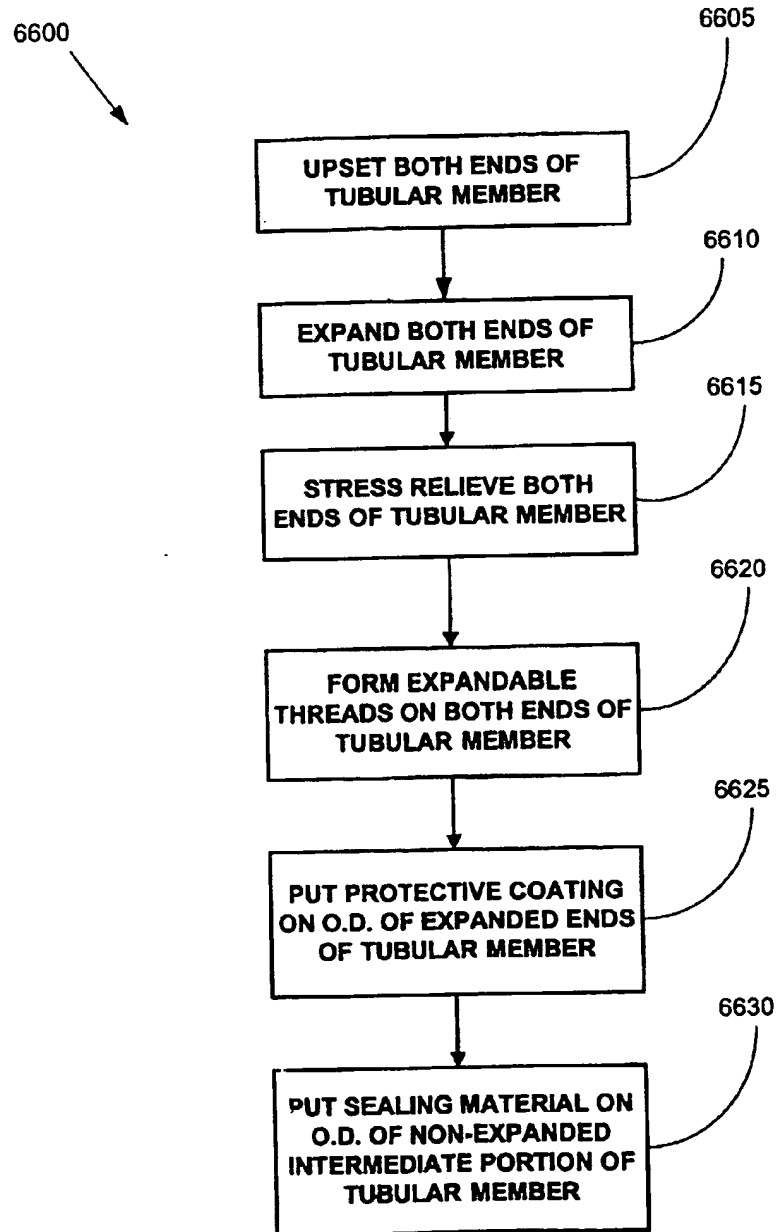 6600
6605
UPSET BOTH ENDS OF
TUBULAR MEMBER
6610
EXPAND BOTH ENDS OF
TUBULAR MEMBER
6615
STRESS RELIEVE BOTH
ENDS OF TUBULAR MEMBER
6620
FORM EXPANDABLE
THREADS ON BOTH ENDS OF
TUBULAR MEMBER
6625
PUT PROTECTIVE COATING
ON O.D. OF EXPANDED ENDS
OF TUBULAR MEMBER
6630
PUT SEALING MATERIAL ON
O.D. OF NON-EXPANDED
INTERMEDIATE PORTION OF
TUBULAR MEMBER